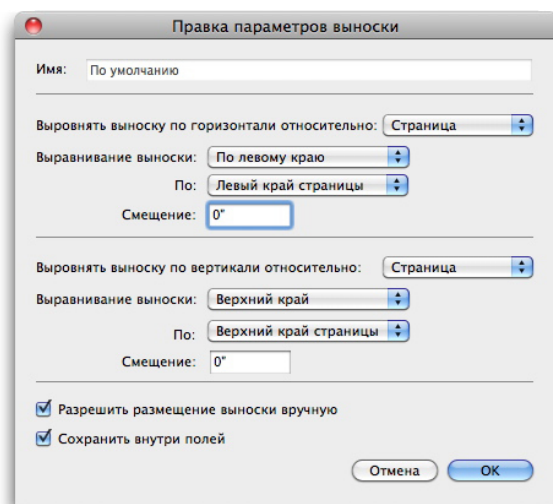 Правка параметров выноски
Имя: По умолчанию
Выровнять выноску по горизонтали относительно: Страница
Выравнивание выноски: По левому краю
По: Левый край страницы
Смещение: 0"
Выровнять выноску по вертикали относительно: Страница
Выравнивание выноски: Верхний край
По: Верхний край страницы
Смещение: 0"
Разрешить размещение выноски вручную
Сохранить внутри полей
Отмена OK